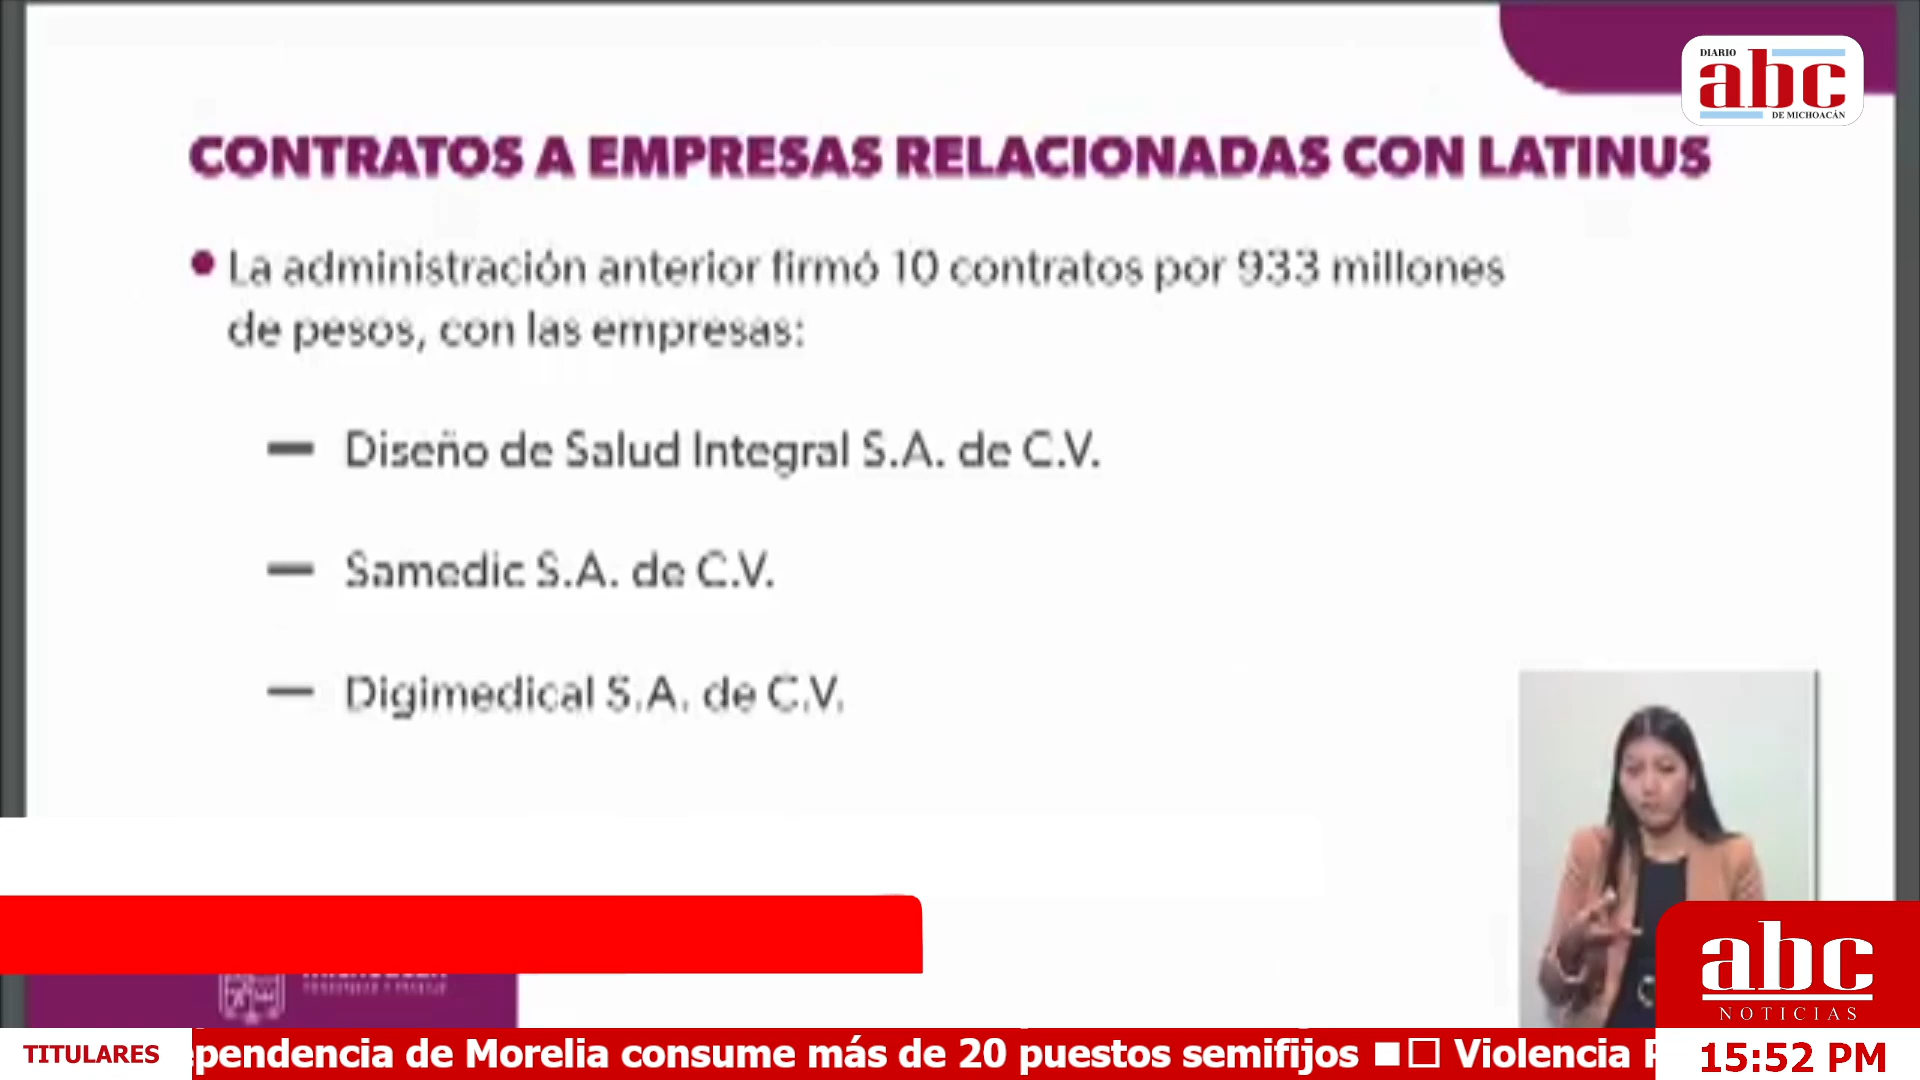 DIARIO
abc
DE MICHOACÁN
CONTRATOS A EMPRESAS RELACIONADAS CON LATINUS
La administración anterior firmó 10 contratos por 933 millones
de pesos, con las empresas:
Diseño de Salud Integral S.A. de C.V.
Samedic S.A. de C.V.
Digimedical S.A. de C.V.
abc
NOTICIAS
TITULARES
pendencia de Morelia consume más de 20 puestos semifijos ■□ Violencia
15:52 PM